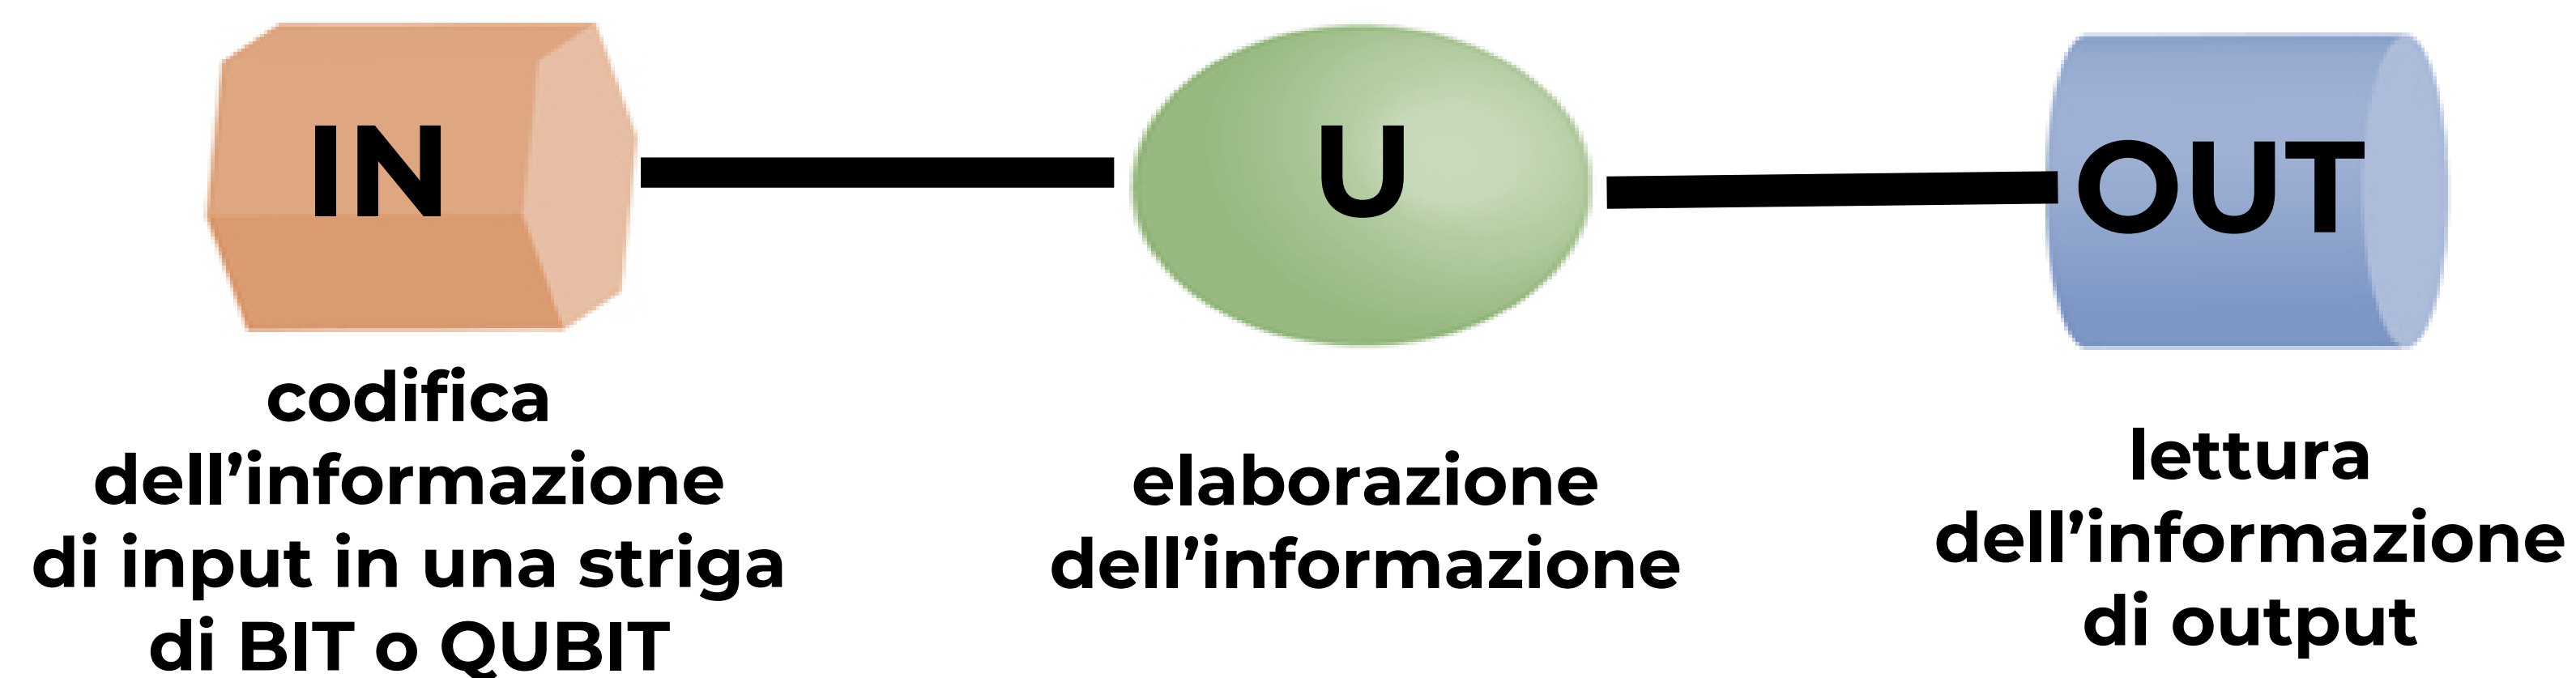 IN
U
OUT
codifica
dell’informazione
di input in una striga
di BIT o QUBIT
elaborazione
dell’informazione
lettura
dell’informazione
di output